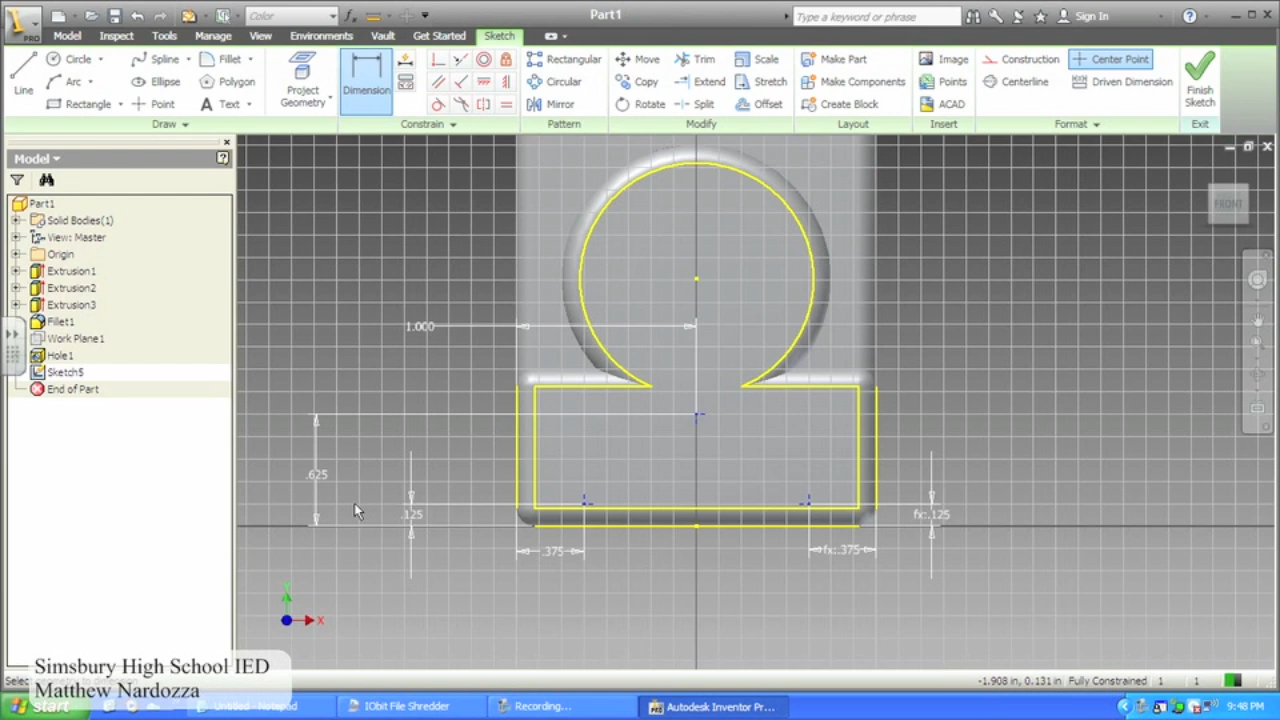 PRO
Color
Part1
Type a keyword or phrase
Sign In
Model Inspect Tools Manage View Environments Vault Get Started Sketch
Line
Circle
Spline
Fillet
Arc
Ellipse
Polygon
Rectangle
Point
Text
Draw
Project Geometry
Dimension
Constrain
Rectangular
Circular
Mirror
Pattern
Move
Trim
Scale
Copy
Extend
Stretch
Rotate
Split
Offset
Modify
Make Part
Make Components
Create Block
Layout
Image
Points
ACAD
Insert
Construction
Center Point
Centerline
Driven Dimension
Format
Finish Sketch
Exit
Model
Part1
Solid Bodies(1)
View: Master
Origin
Extrusion1
Extrusion2
Extrusion3
Fillet1
Work Plane1
Hole1
Sketch5
End of Part
FRONT
1.000
.625
.125
fx:.125
.375
fx:.375
Y
X
Simsbury High School IED
Matthew Nardozza
-1.908 in, 0.131 in Fully Constrained 1 1
start
Untitled - Notepad
IObit File Shredder
Recording...
Autodesk Inventor Pr...
9:48 PM